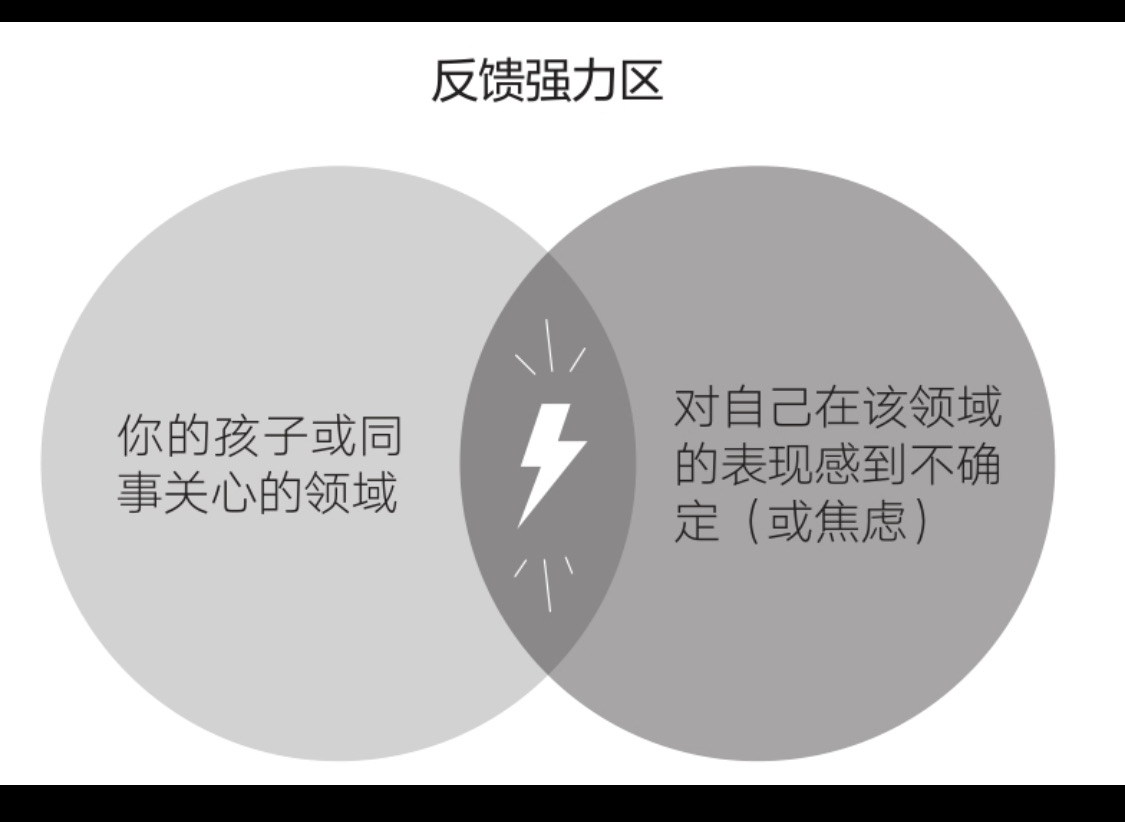 反馈强力区
你的孩子或同
事关心的领域
对自己在该领域
的表现感到不确
定（或焦虑）